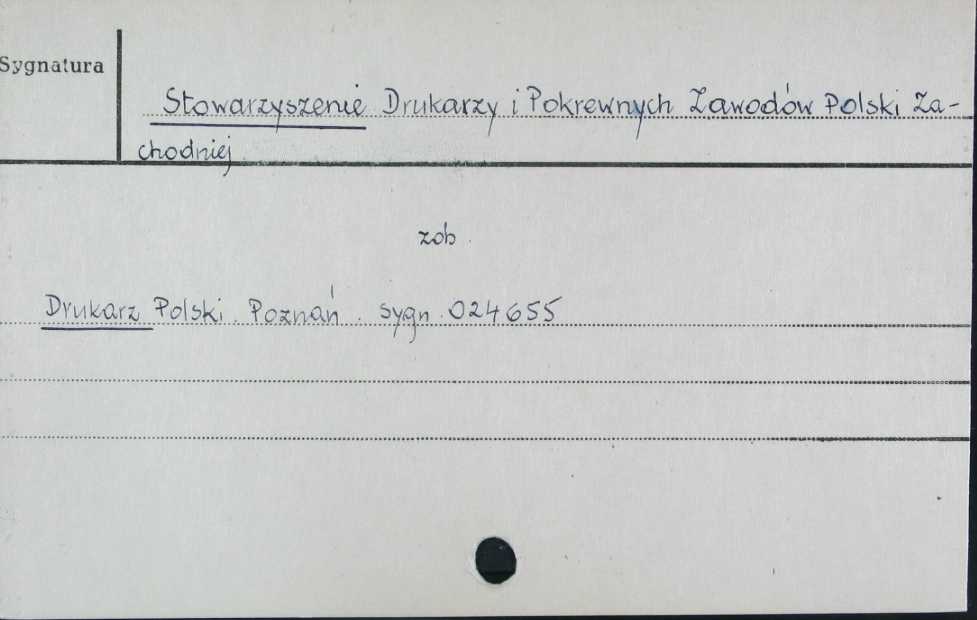 Sygnatura
Stowarzyszenie Drukarzy i Pokrewnych Zawodów Polski Za-
chodniej
zob.
Drukarz Polski. Poznań. sygn. 024655